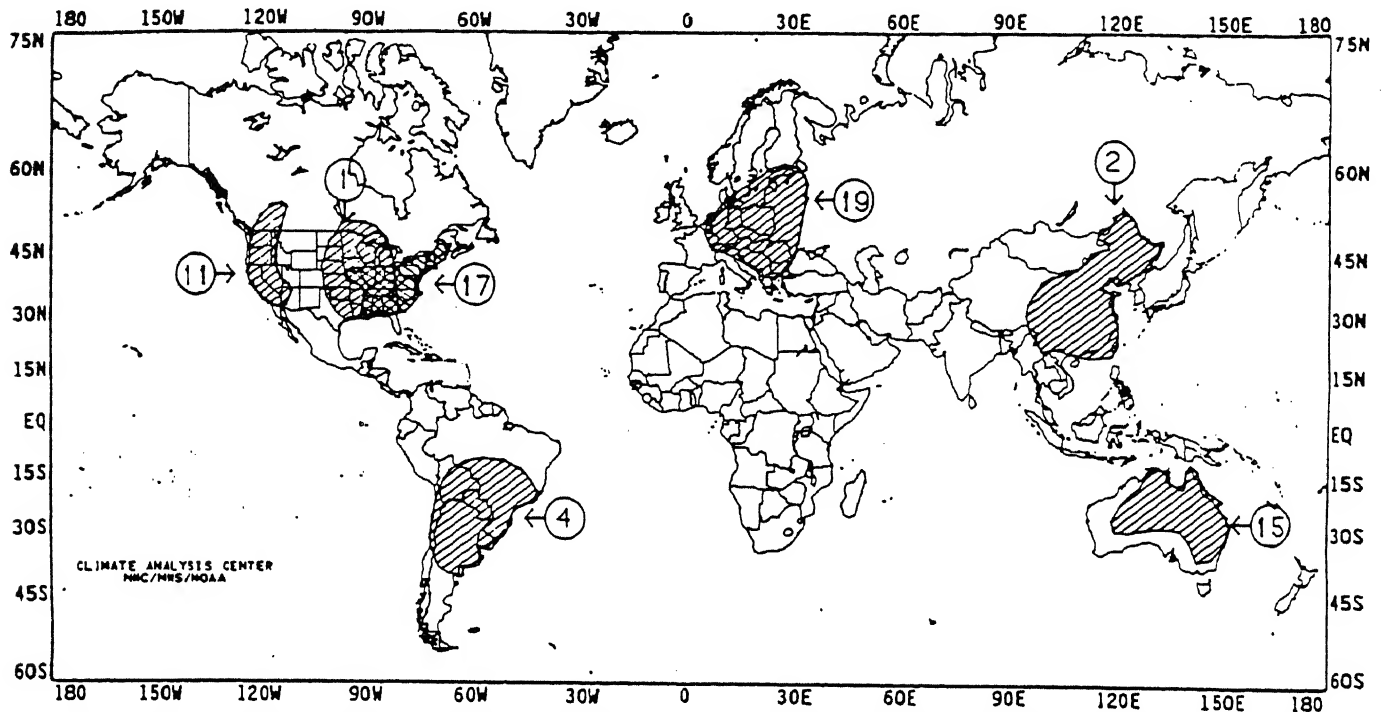 180 150W 120W 90W 60W 30W 0 30E 60E 90E 120E 150E 180
75N 75N
60N 60N
45N 45N
30N 30N
15N 15N
EQ EQ
15S 15S
30S 30S
45S 45S
60S 60S
1
2
19
11
17
4
15
CLIMATE ANALYSIS CENTER
NMC/NWS/NOAA
180 150W 120W 90W 60W 30W 0 30E 60E 90E 120E 150E 180